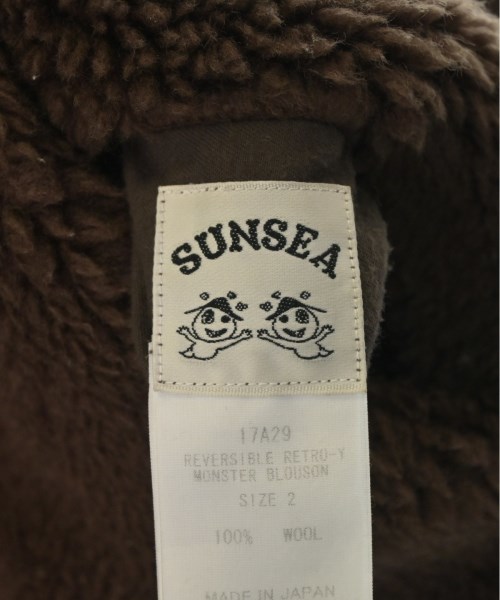 SUNSEA
17A29
REVERSIBLE RETRO-Y
MONSTER BLOUSON
SIZE 2
100% WOOL
MADE IN JAPAN